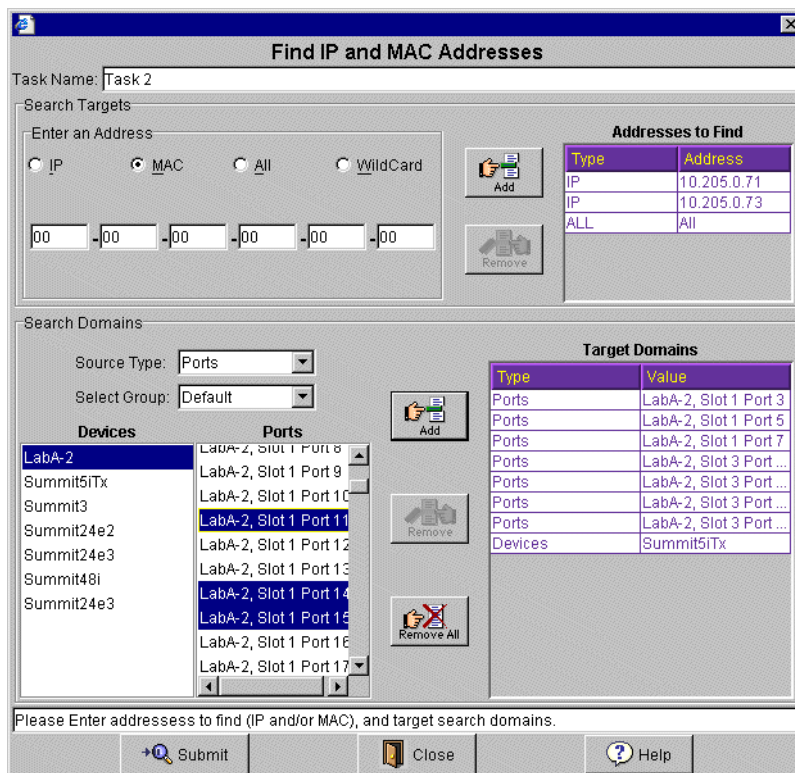 Find IP and MAC Addresses
Task Name: Task 2
Search Targets
Enter an Address
IP MAC All WildCard
00 -00 -00 -00 -00 -00
Add
Remove
Addresses to Find
Type Address
IP 10.205.0.71
IP 10.205.0.73
ALL All
Search Domains
Source Type: Ports
Select Group: Default
Devices
LabA-2
Summit5iTx
Summit3
Summit24e2
Summit24e3
Summit48i
Summit24e3
Ports
LabA-2, Slot 1 Port 8
LabA-2, Slot 1 Port 9
LabA-2, Slot 1 Port 10
LabA-2, Slot 1 Port 11
LabA-2, Slot 1 Port 12
LabA-2, Slot 1 Port 13
LabA-2, Slot 1 Port 14
LabA-2, Slot 1 Port 15
LabA-2, Slot 1 Port 16
LabA-2, Slot 1 Port 17
Add
Remove
Remove All
Target Domains
Type Value
Ports LabA-2, Slot 1 Port 3
Ports LabA-2, Slot 1 Port 5
Ports LabA-2, Slot 1 Port 7
Ports LabA-2, Slot 3 Port ...
Ports LabA-2, Slot 3 Port ...
Ports LabA-2, Slot 3 Port ...
Ports LabA-2, Slot 3 Port ...
Devices Summit5iTx
Please Enter addressess to find (IP and/or MAC), and target search domains.
Submit Close Help